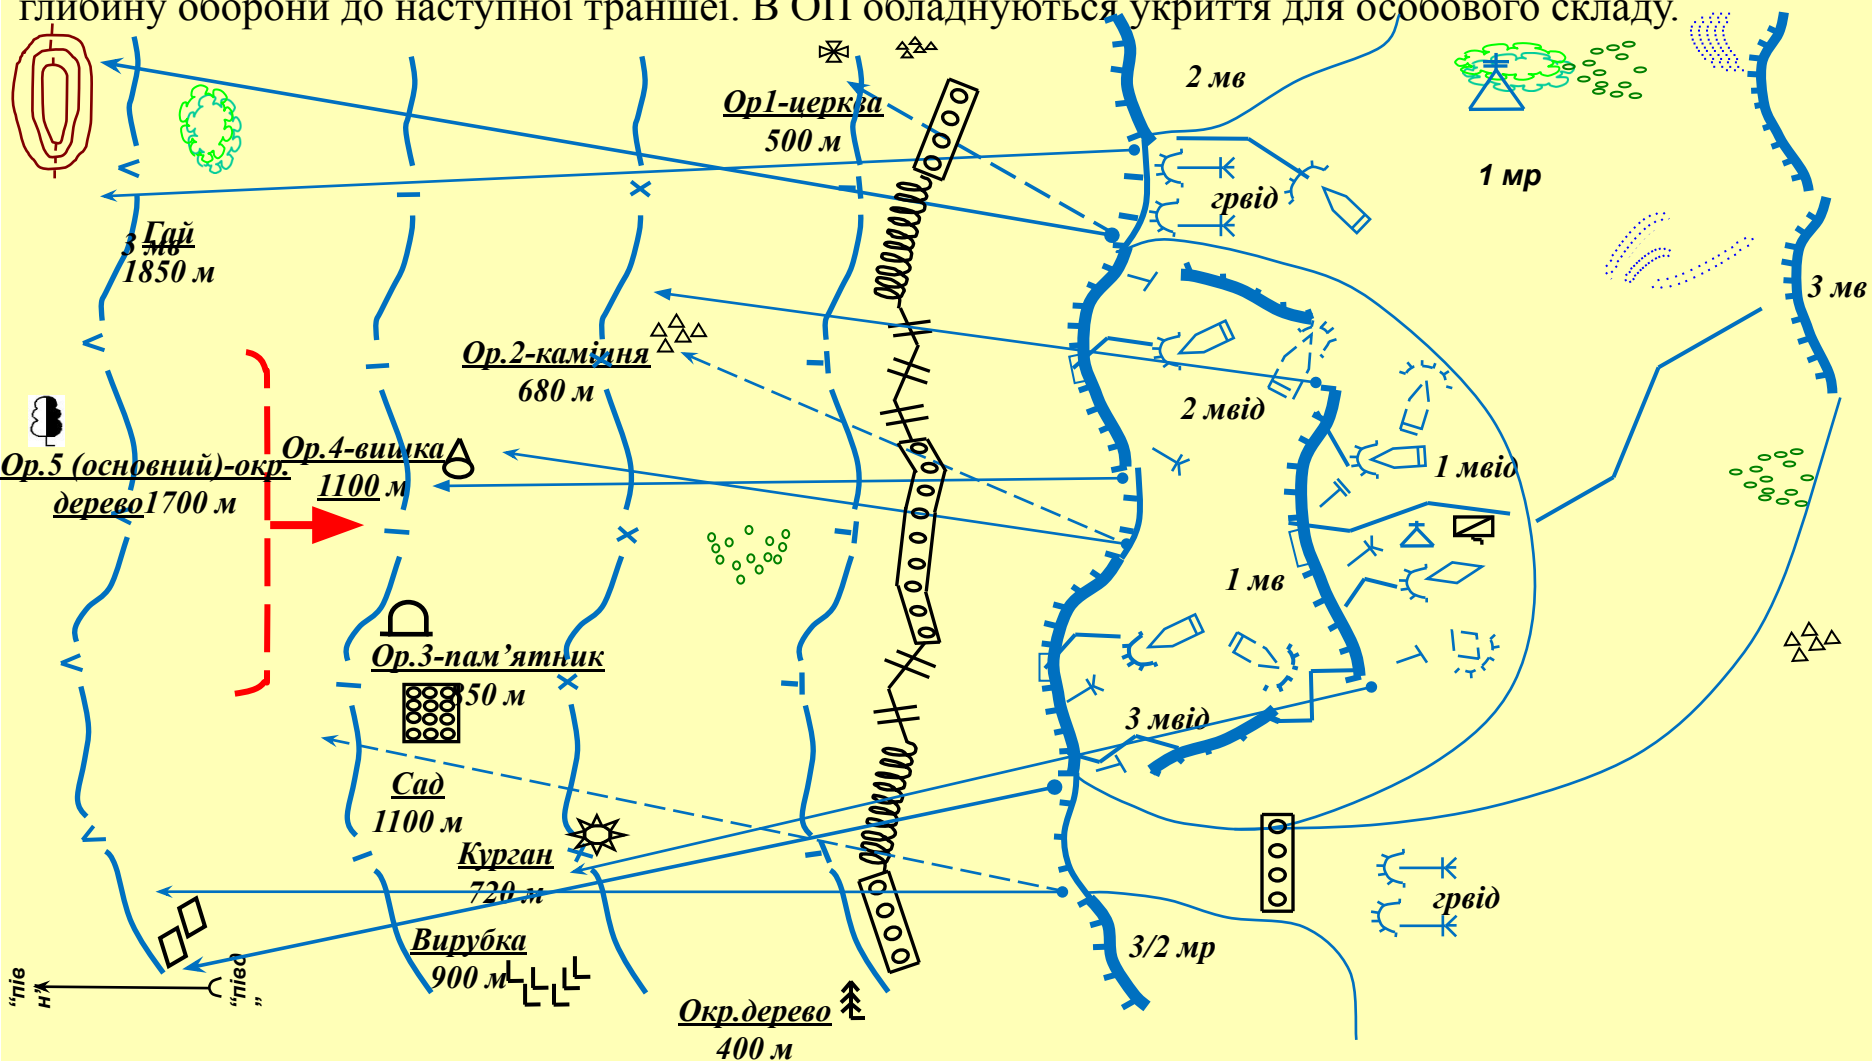 глибину оборони до наступної траншеї. В ОП обладнуються укриття для особового складу.
2 мв
Ор1-церква
500 м
1 мр
грвід
Гай
3 мв
1850 м
3 мв
Ор.2-каміння
680 м
2 мвід
Ор.4-вишка
1100 м
Ор.5 (основний)-окр.
дерево1700 м
1 мвід
1 мв
Ор.3-пам’ятник
850 м
3 мвід
Сад
1100 м
Курган
720 м
грвід
Вирубка
900 м
3/2 мр
“пів
н”
“півд
”
Окр.дерево
400 м